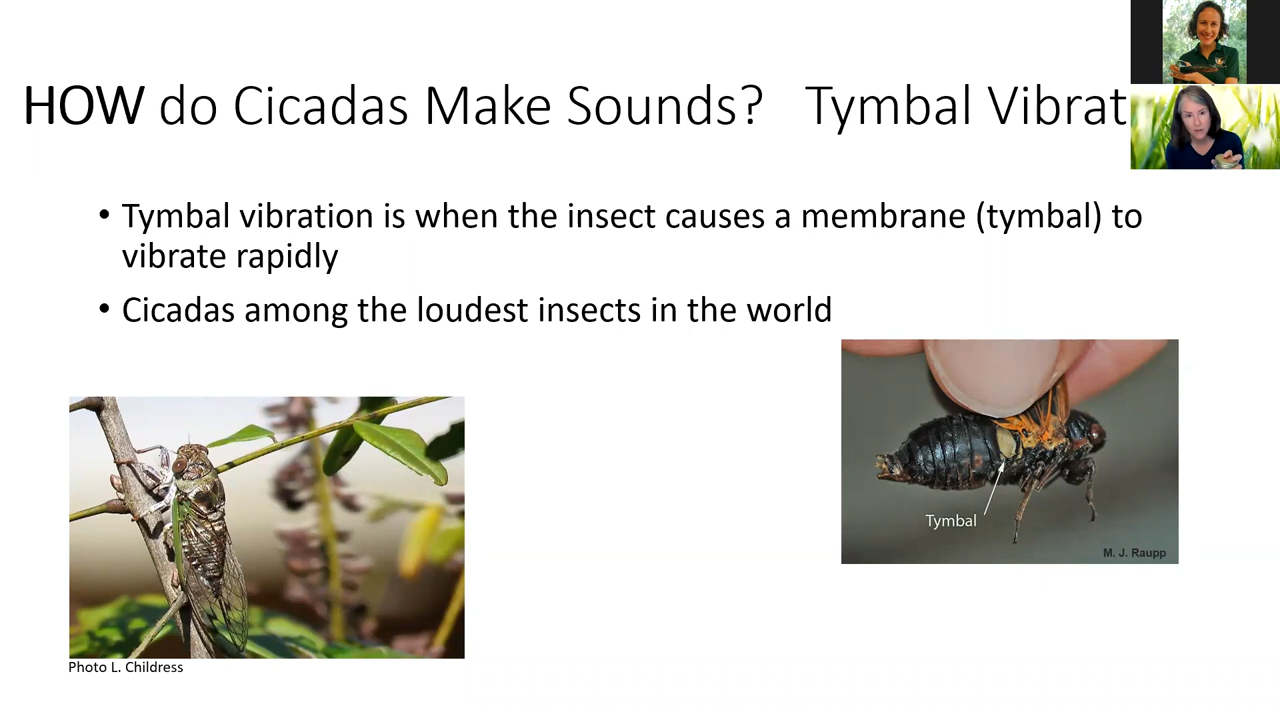 HOW do Cicadas Make Sounds? Tymbal Vibrat
• Tymbal vibration is when the insect causes a membrane (tymbal) to
vibrate rapidly
• Cicadas among the loudest insects in the world
Tymbal
M. J. Raupp
Photo L. Childress